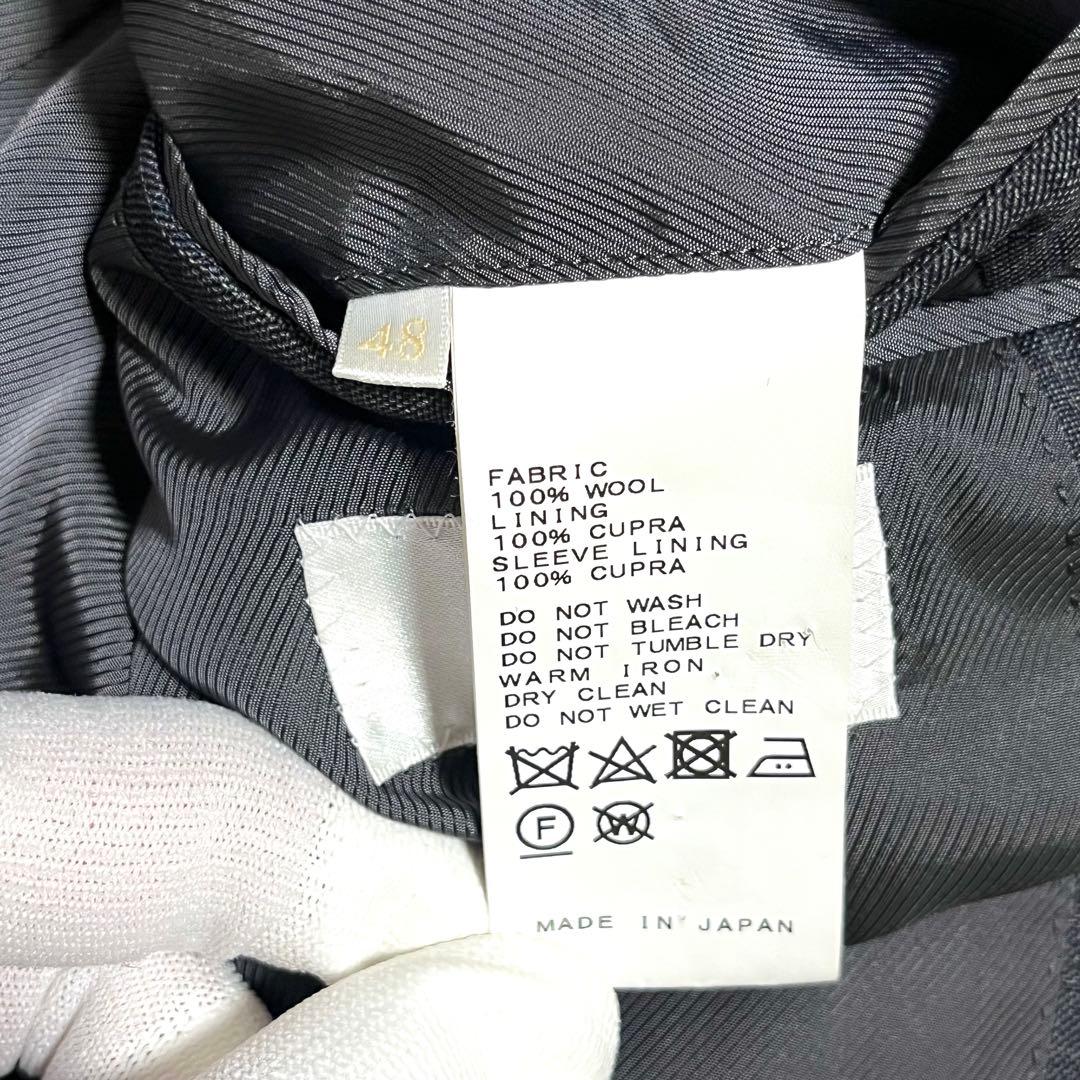 48
FABRIC
100% WOOL
LINING
100% CUPRA
SLEEVE LINING
100% CUPRA
DO NOT WASH
DO NOT BLEACH
DO NOT TUMBLE DRY
WARM IRON
DRY CLEAN
DO NOT WET CLEAN
F W
MADE IN JAPAN